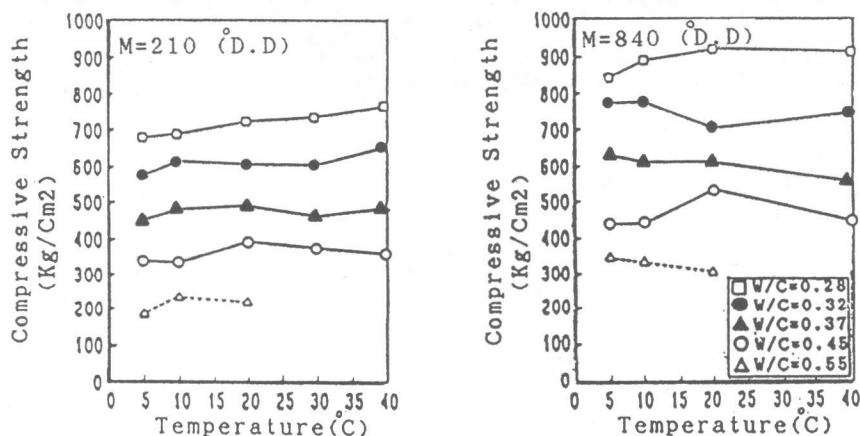 Compressive Strength
(Kg/Cm2)
1000
900
800
700
600
500
400
300
200
100
0
M=210 (°D.D)
5 10 15 20 25 30 35 40
Temperature(°C)
Compressive Strength
(Kg/Cm2)
1000
900
800
700
600
500
400
300
200
100
0
M=840 (°D.D)
W/C=0.28
W/C=0.32
W/C=0.37
W/C=0.45
W/C=0.55
5 10 15 20 25 30 35 40
Temperature(°C)